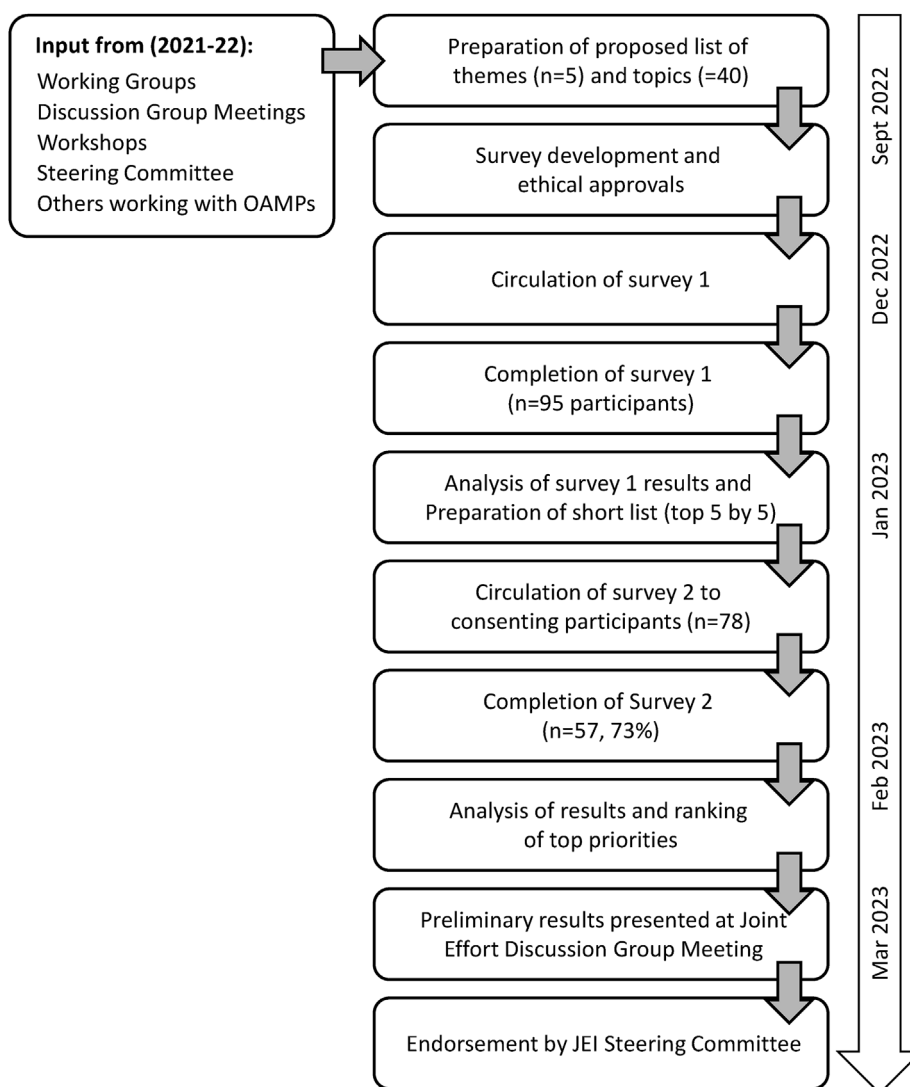 Input from (2021-22):
Working Groups
Discussion Group Meetings
Workshops
Steering Committee
Others working with OAMPs
Preparation of proposed list of
themes (n=5) and topics (=40)
Survey development and
ethical approvals
Circulation of survey 1
Completion of survey 1
(n=95 participants)
Analysis of survey 1 results and
Preparation of short list (top 5 by 5)
Circulation of survey 2 to
consenting participants (n=78)
Completion of Survey 2
(n=57, 73%)
Analysis of results and ranking
of top priorities
Preliminary results presented at Joint
Effort Discussion Group Meeting
Endorsement by JEI Steering Committee
Sept 2022
Dec 2022
Jan 2023
Feb 2023
Mar 2023